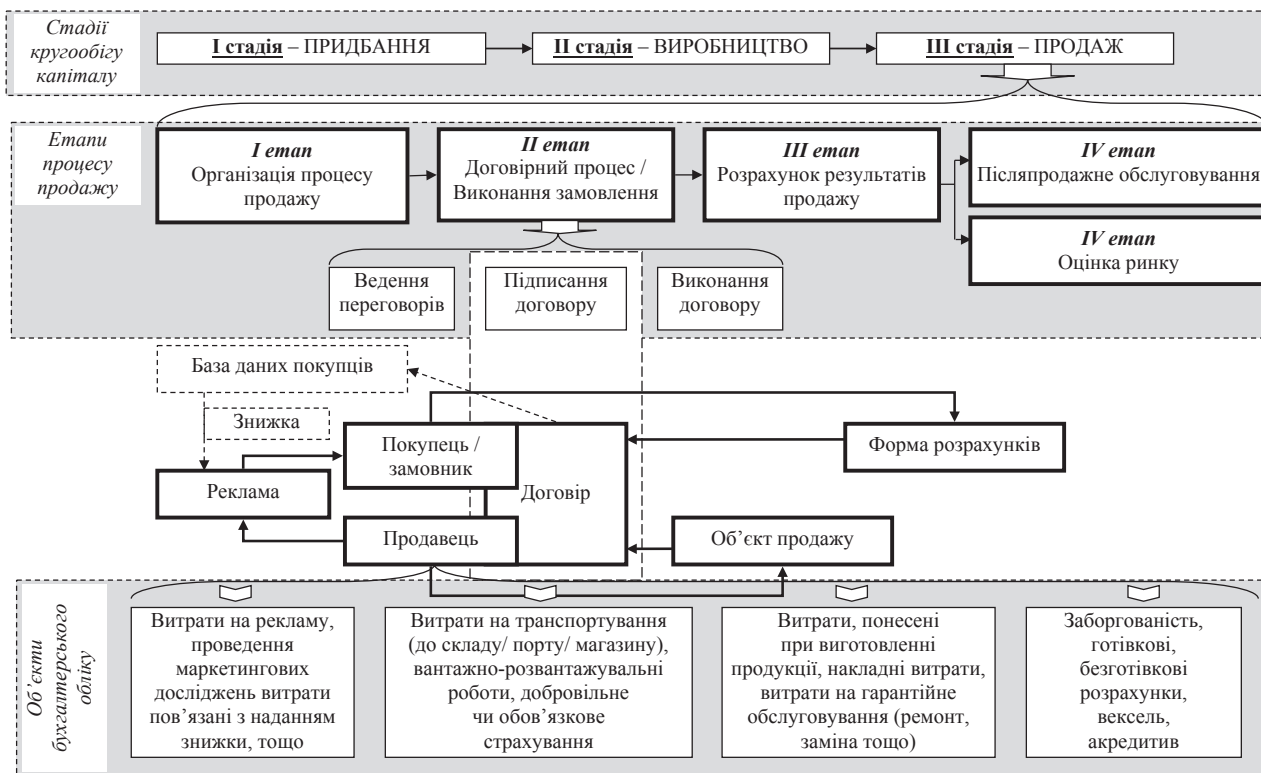 Стадії
кругообігу
капіталу
І стадія – ПРИДБАННЯ
ІІ стадія – ВИРОБНИЦТВО
ІІІ стадія – ПРОДАЖ
Етапи
процесу
продажу
І етап
Організація процесу
продажу
ІІ етап
Договірний процес /
Виконання замовлення
ІІІ етап
Розрахунок результатів
продажу
IV етап
Післяпродажне обслуговування
IV етап
Оцінка ринку
Ведення
переговорів
Підписання
договору
Виконання
договору
База даних покупців
Знижка
Покупець /
замовник
Форма розрахунків
Реклама
Договір
Продавець
Об’єкт продажу
Об’єкти
бухгалтерського
обліку
Витрати на рекламу,
проведення
маркетингових
досліджень витрати
пов’язані з наданням
знижки, тощо
Витрати на транспортування
(до складу/ порту/ магазину),
вантажно-розвантажувальні
роботи, добровільне
чи обов’язкове
страхування
Витрати, понесені
при виготовленні
продукції, накладні витрати,
витрати на гарантійне
обслуговування (ремонт,
заміна тощо)
Заборгованість,
готівкові,
безготівкові
розрахунки,
вексель,
акредитив